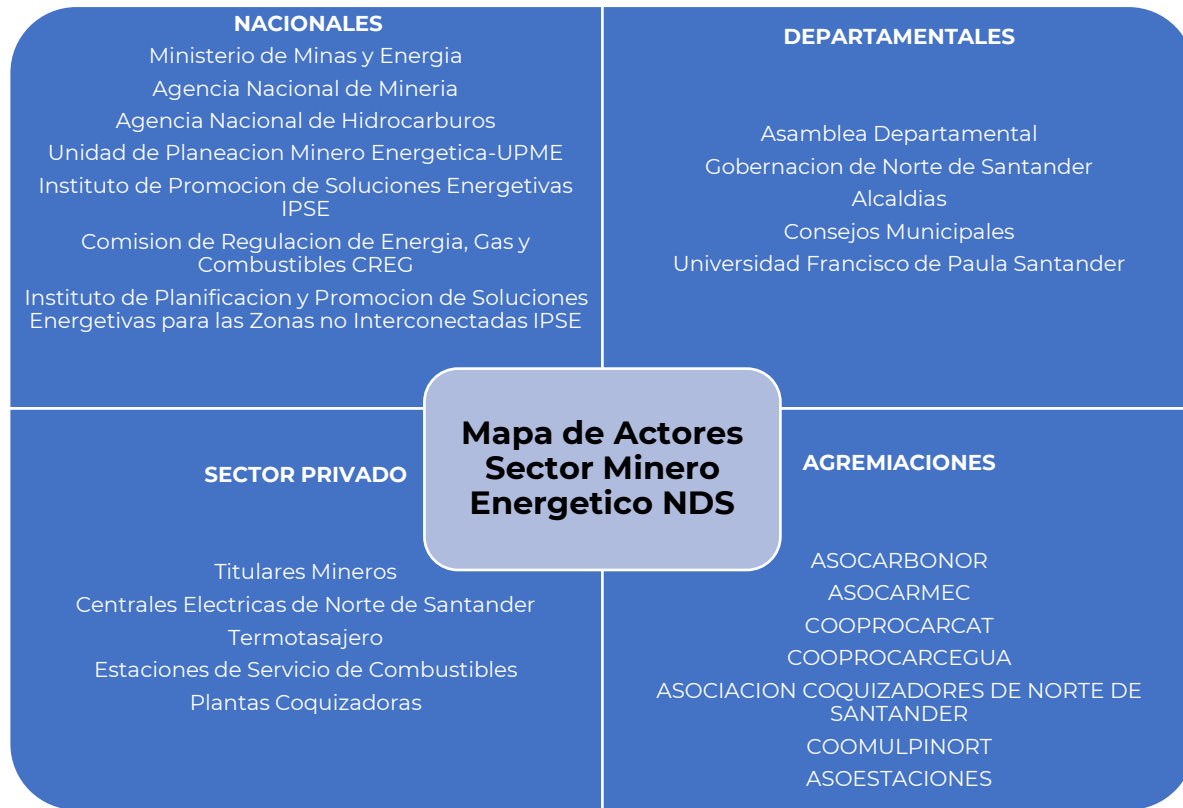 NACIONALES
Ministerio de Minas y Energia
Agencia Nacional de Mineria
Agencia Nacional de Hidrocarburos
Unidad de Planeacion Minero Energetica-UPME
Instituto de Promocion de Soluciones Energetivas
IPSE
Comision de Regulacion de Energia, Gas y
Combustibles CREG
Instituto de Planificacion y Promocion de Soluciones
Energetivas para las Zonas no Interconectadas IPSE
DEPARTAMENTALES
Asamblea Departamental
Gobernacion de Norte de Santander
Alcaldias
Consejos Municipales
Universidad Francisco de Paula Santander
Mapa de Actores
Sector Minero
Energetico NDS
SECTOR PRIVADO
Titulares Mineros
Centrales Electricas de Norte de Santander
Termotasajero
Estaciones de Servicio de Combustibles
Plantas Coquizadoras
AGREMIACIONES
ASOCARBONOR
ASOCARMEC
COOPROCARCAT
COOPROCARCEGUA
ASOCIACION COQUIZADORES DE NORTE DE
SANTANDER
COOMULPINORT
ASOESTACIONES